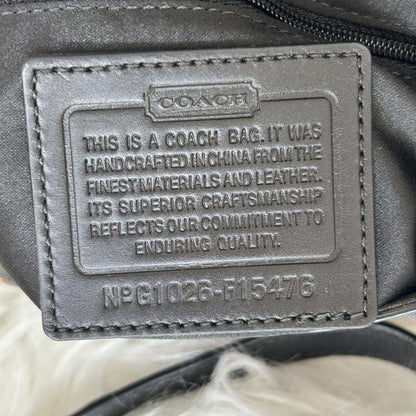 COACH
THIS IS A COACH BAG. IT WAS
HANDCRAFTED IN CHINA FROM THE
FINEST MATERIALS AND LEATHER.
ITS SUPERIOR CRAFTSMANSHIP
REFLECTS OUR COMMITMENT TO
ENDURING QUALITY.
Nº G1026-F15476